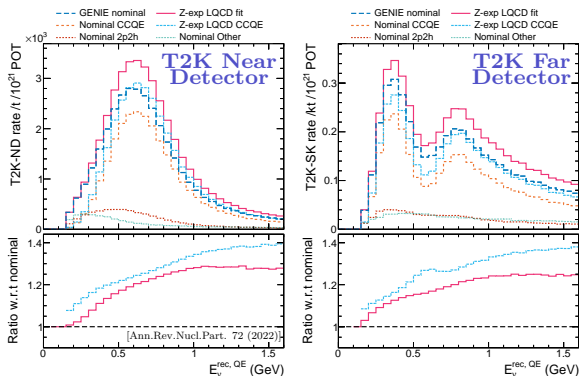 GENIE nominal
Z-exp LQCD fit
Nominal CCQE
Z-exp LQCD CCQE
Nominal 2p2h
Nominal Other
×10³
T2K Near
Detector
T2K-ND rate /t /10²¹ POT
3
2
1
0
Ratio w.r.t nominal
1.4
1.2
1
[Ann.Rev.Nucl.Part. 72 (2022)]
0 0.5 1 1.5
E_ν^rec, QE (GeV)
GENIE nominal
Z-exp LQCD fit
Nominal CCQE
Z-exp LQCD CCQE
Nominal 2p2h
Nominal Other
T2K Far
Detector
T2K-SK rate /kt /10²¹ POT
0.3
0.2
0.1
0.0
Ratio w.r.t nominal
1.4
1.2
1
0 0.5 1 1.5
E_ν^rec, QE (GeV)